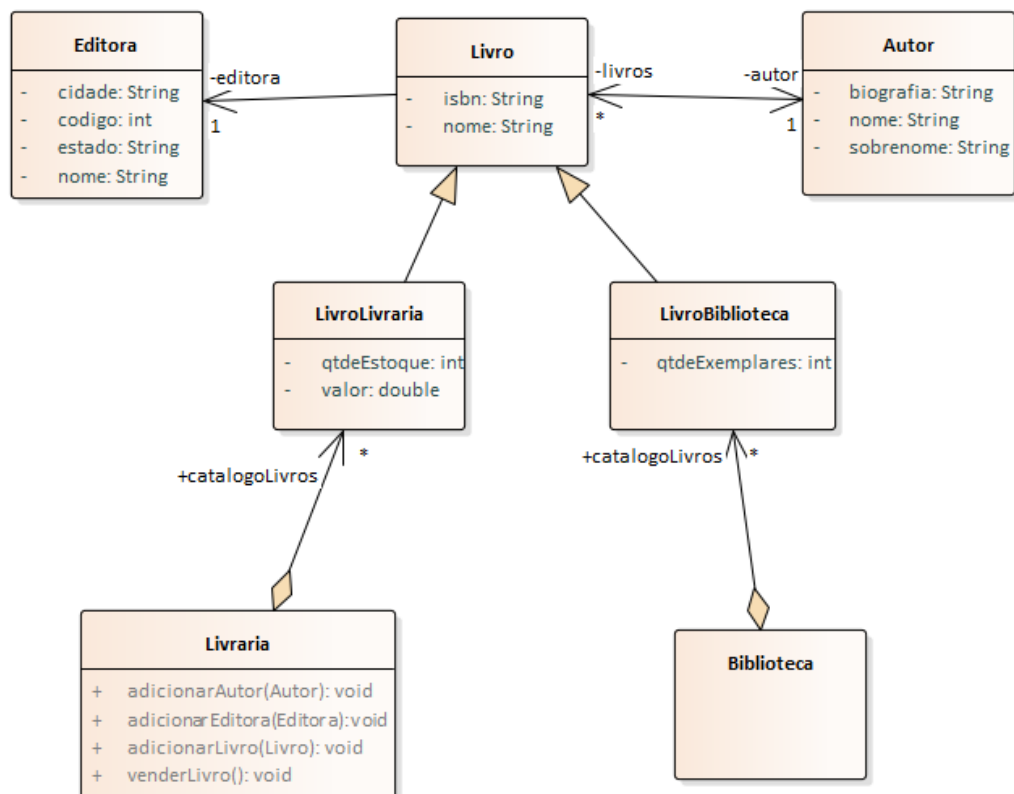 Editora
- cidade: String
- codigo: int
- estado: String
- nome: String
-editora
1
Livro
- isbn: String
- nome: String
-livros
*
-autor
1
Autor
- biografia: String
- nome: String
- sobrenome: String
LivroLivraria
- qtdeEstoque: int
- valor: double
LivroBiblioteca
- qtdeExemplares: int
+catalogoLivros
*
+catalogoLivros
*
Livraria
+ adicionarAutor(Autor): void
+ adicionarEditora(Editora): void
+ adicionarLivro(Livro): void
+ venderLivro(): void
Biblioteca